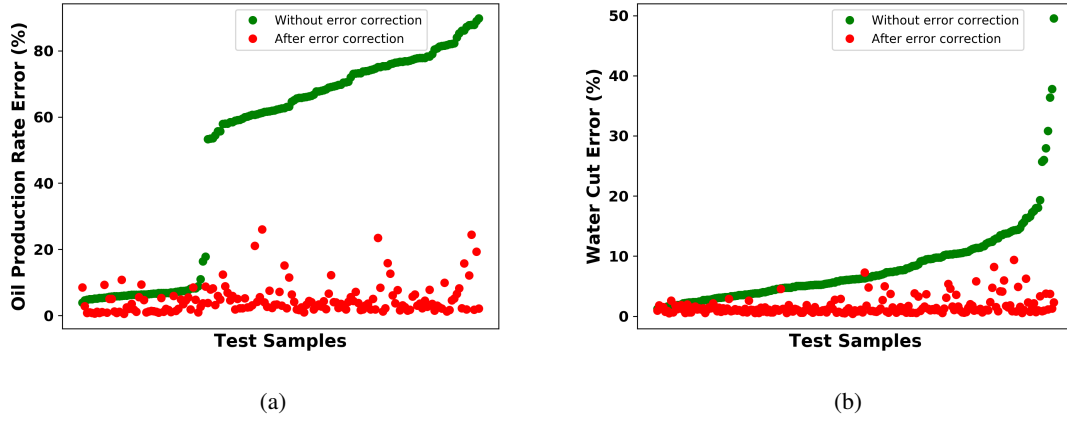 Oil Production Rate Error (%)
80
60
40
20
0
Without error correction
After error correction
Test Samples
(a)
Water Cut Error (%)
50
40
30
20
10
0
Without error correction
After error correction
Test Samples
(b)